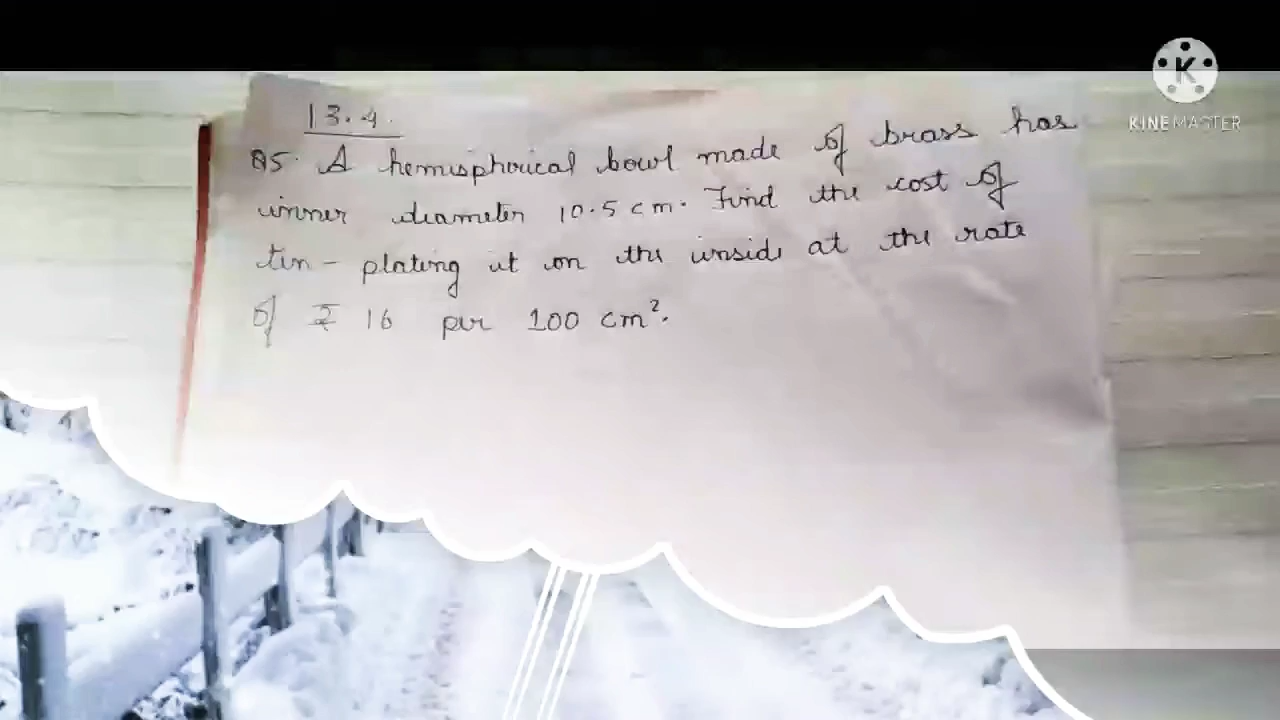 13.4.
Q5. A hemispherical bowl made of brass has
inner diameter 10.5 cm. Find the cost of
tin-plating it on the inside at the rate
of ₹ 16 per 100 cm².
K
KINEMASTER